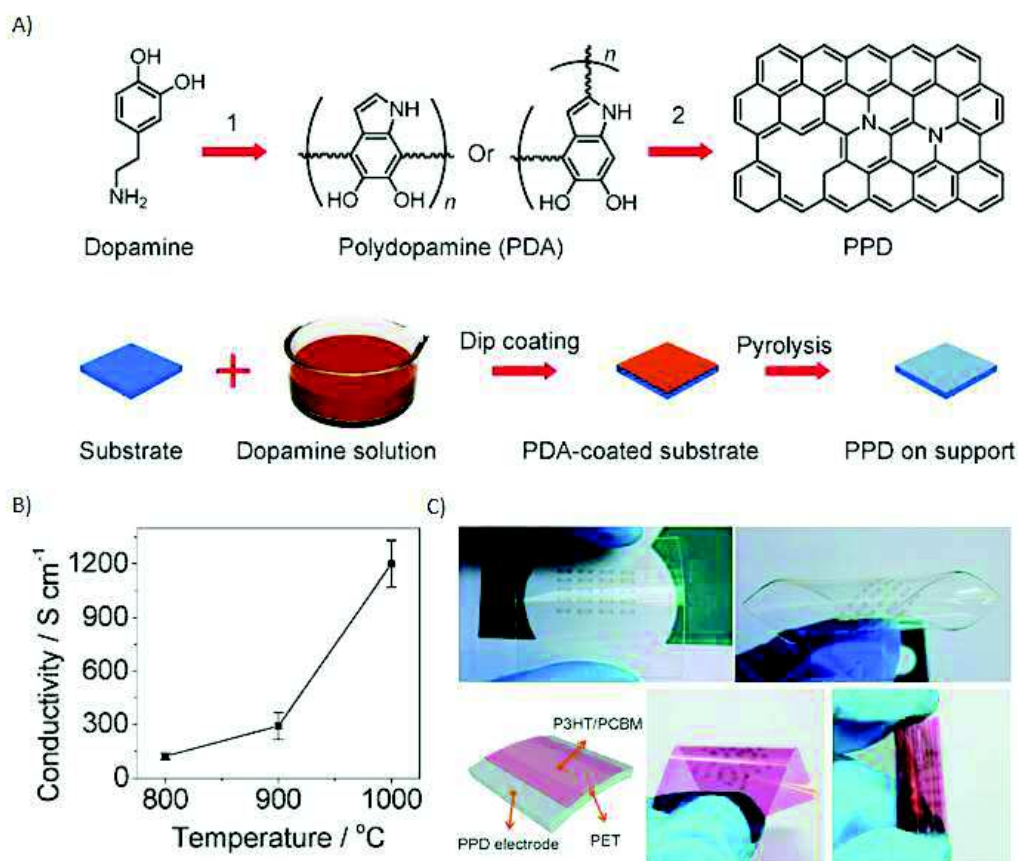 A)
OH
OH
NH₂
Dopamine
1
NH
HO
OH
n
Or
n
NH
HO
OH
Polydopamine (PDA)
2
N
N
PPD
Substrate
Dopamine solution
Dip coating
PDA-coated substrate
Pyrolysis
PPD on support
B)
Conductivity / S cm⁻¹
1200
900
600
300
0
800
900
1000
Temperature / °C
C)
P3HT/PCBM
PPD electrode
PET